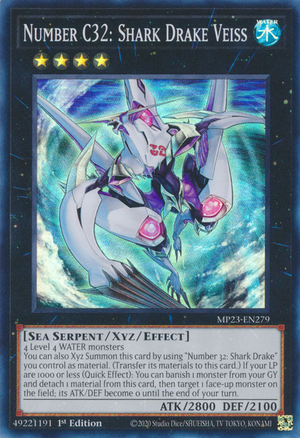 NUMBER C32: SHARK DRAKE VEISS
WATER
水
32
MP23-EN279
[SEA SERPENT/XYZ/EFFECT]
4 Level 4 WATER monsters
You can also Xyz Summon this card by using "Number 32: Shark Drake"
you control as material. (Transfer its materials to this card.) If your LP
are 1000 or less (Quick Effect): You can banish 1 monster from your GY
and detach 1 material from this card, then target 1 face-up monster on
the field; its ATK/DEF become 0 until the end of your turn.
ATK/2800 DEF/2100
49221191 1st Edition ©2020 Studio Dice/SHUEISHA, TV TOKYO, KONAMI